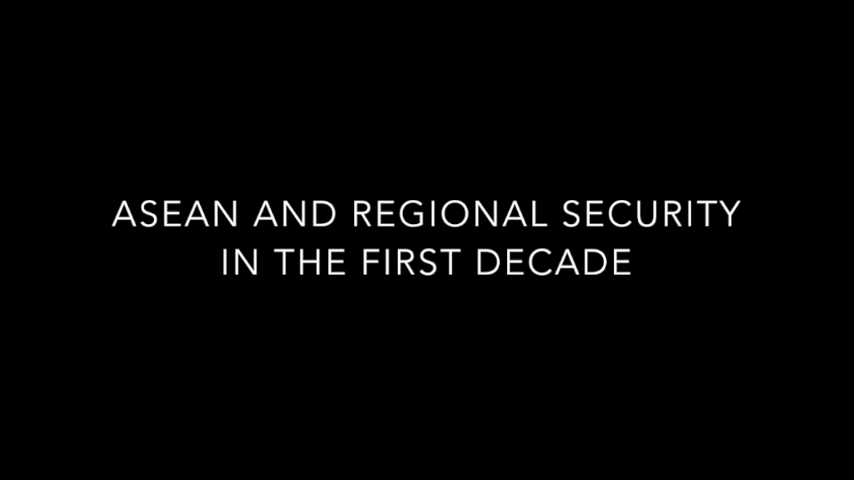 ASEAN AND REGIONAL SECURITY
IN THE FIRST DECADE